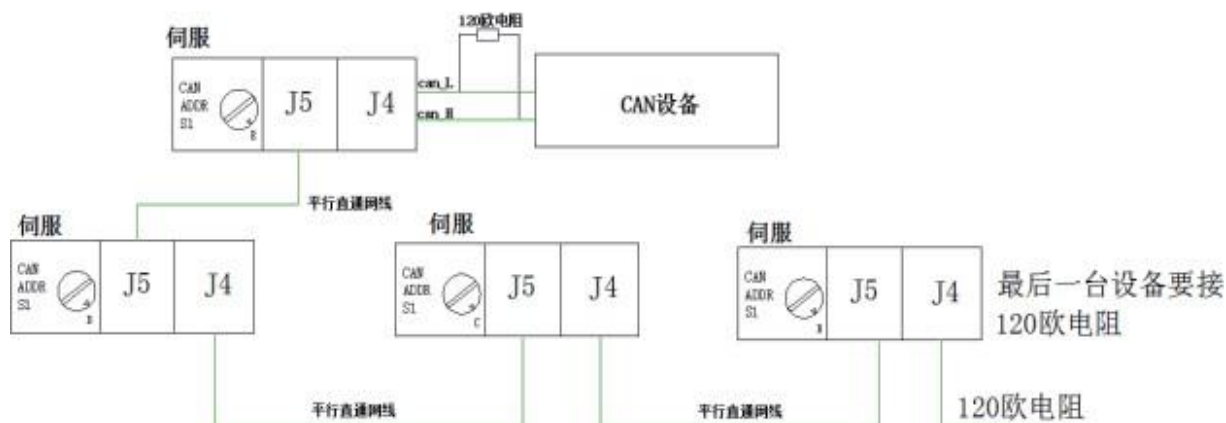 120欧电阻
伺服
CAN
ADDR
S1
J5
J4
can_L
can_H
CAN设备
平行直通网线
伺服
CAN
ADDR
S1
J5
J4
伺服
CAN
ADDR
S1
C
J5
J4
伺服
CAN
ADDR
S1
J5
J4
最后一台设备要接
120欧电阻
平行直通网线
平行直通网线
120欧电阻